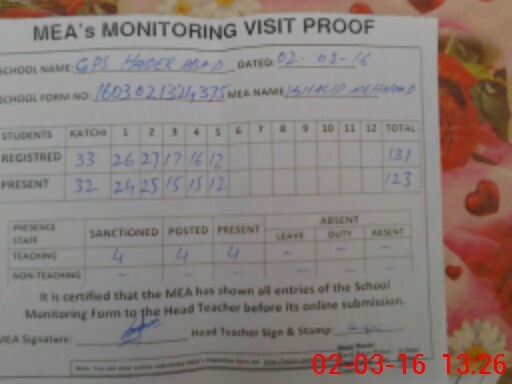 MEA's MONITORING VISIT PROOF
SCHOOL NAME: GPS HADER ABAD DATED: 02-03-16
SCHOOL FORM NO. 1603021324375 MEA NAME KHALID MEHMOOD
STUDENTS KATCHI 1 2 3 4 5 6 7 8 9 10 11 12 TOTAL
REGISTRED 33 26 27 17 16 12 131
PRESENT 32 24 25 15 15 12 123
PRESENCE STAFF SANCTIONED POSTED PRESENT ABSENT
LEAVE DUTY ABSENT
TEACHING 4 4 4 - - -
NON-TEACHING - - - - - -
It is certified that the MEA has shown all entries of the School
Monitoring Form to the Head Teacher before its online submission.
MEA Signature: Head Teacher Sign & Stamp:
02-03-16 13:26